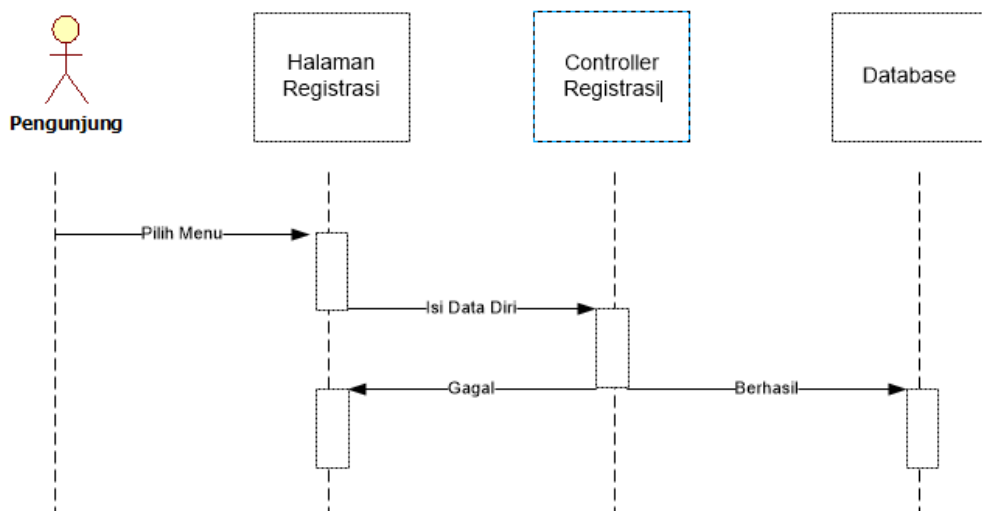 Pengunjung
Halaman
Registrasi
Controller
Registrasi
Database
Pilih Menu
Isi Data Diri
Gagal
Berhasil